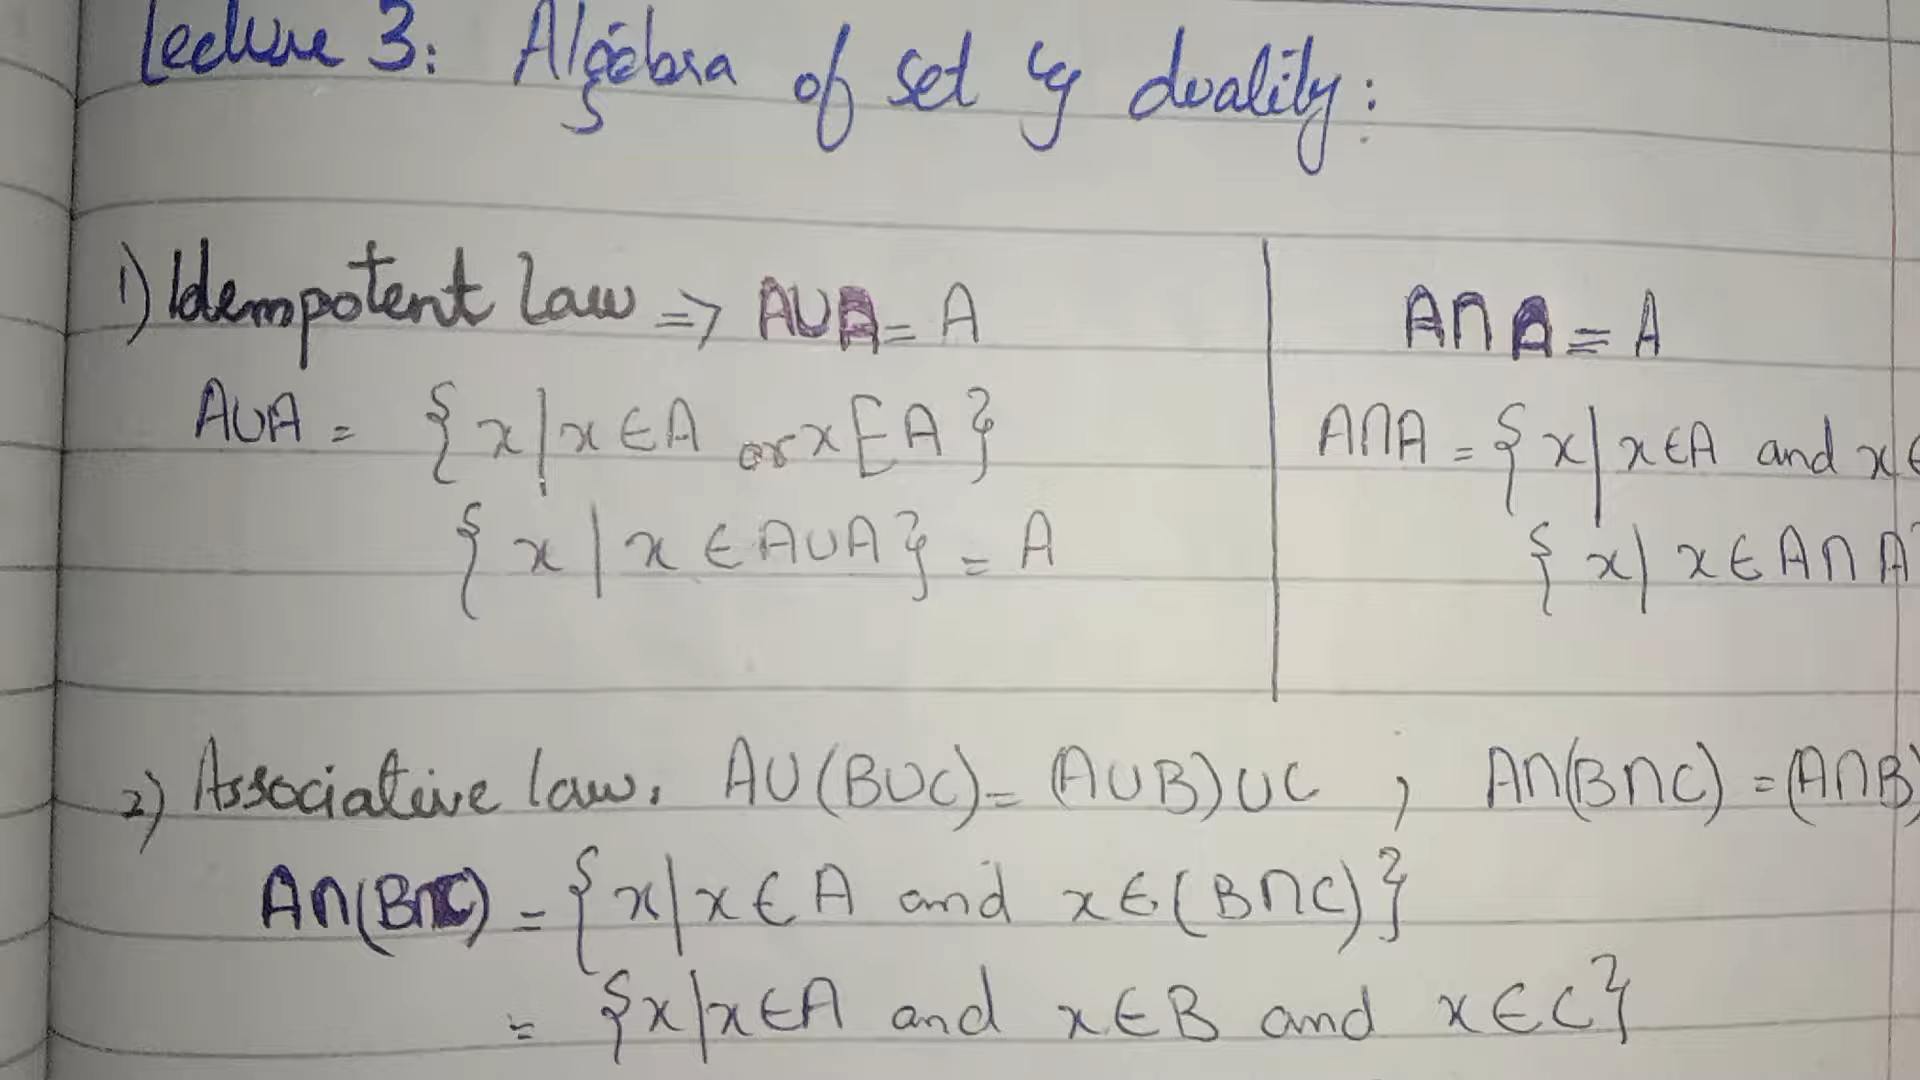 Lecture 3: Algebra of set & duality:
1) Idempotent Law => A∪A = A | A∩A = A
A∪A = {x|x∈A or x∈A} | A∩A = {x|x∈A and x∈
{x|x∈A∪A} = A | {x|x∈A∩A}
2) Associative law. A∪(B∪C) = (A∪B)∪C ; A∩(B∩C) = (A∩B)
A∩(B∩C) = {x|x∈A and x∈(B∩C)}
= {x|x∈A and x∈B and x∈C}